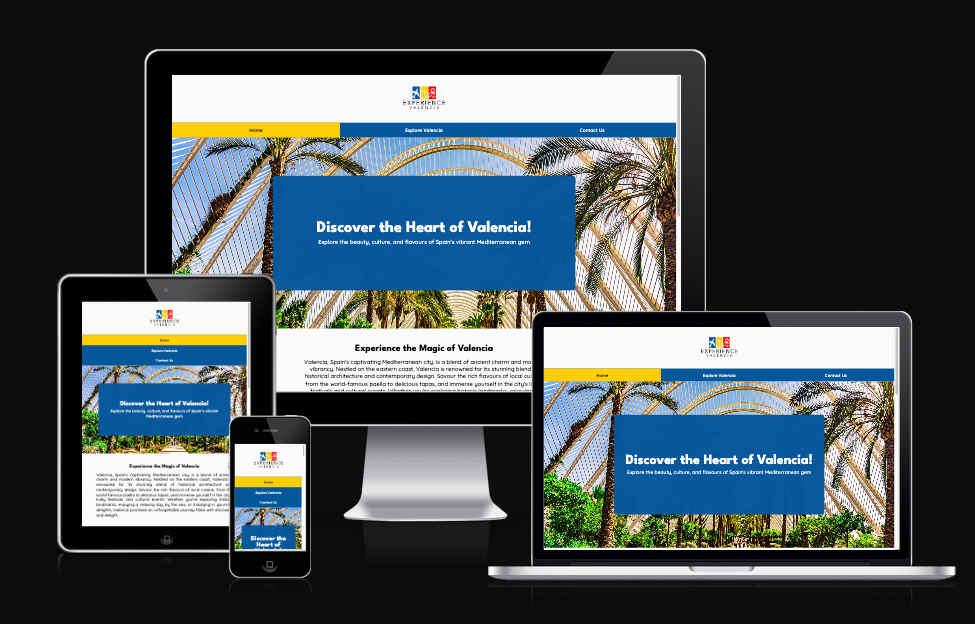 EXPERIENCE
VALENCIA
Home
Explore Valencia
Contact Us
Discover the Heart of Valencia!
Explore the beauty, culture, and flavours of Spain's vibrant Mediterranean gem
Experience the Magic of Valencia
Valencia, Spain's captivating Mediterranean city, is a blend of ancient charm and mo
vibrancy. Nestled on the eastern coast, Valencia is renowned for its stunning blend
historical architecture and contemporary design. Savour the rich flavours of local cu
from the world-famous paella to delicious tapas, and immerse yourself in the city's l
EXPERIENCE
VALENCIA
Home
Explore Valencia
Contact Us
Discover the Heart of Valencia!
Explore the beauty, culture, and flavours of Spain's vibrant
Mediterranean gem
Experience the Magic of Valencia
Valencia, Spain's captivating Mediterranean city, is a blend of ancient
charm and modern vibrancy. Nestled on the eastern coast, Valencia is
renowned for its stunning blend of historical architecture
contemporary design. Savour the rich flavours of local cuisine, from
world-famous paella to delicious tapas, and immerse yourself in the city
lively festivals and cultural events. Whether you're exploring
landmarks, enjoying a relaxing day by the sea, or indulging in
delights, Valencia promises an unforgettable journey filled with
and delight.
EXPERIENCE
VALENCIA
Home
Explore Valencia
Contact Us
Discover the
Heart of
EXPERIENCE
VALENCIA
Home
Explore Valencia
Contact Us
Discover the Heart of Valencia!
Explore the beauty, culture, and flavours of Spain's vibrant Mediterranean gem